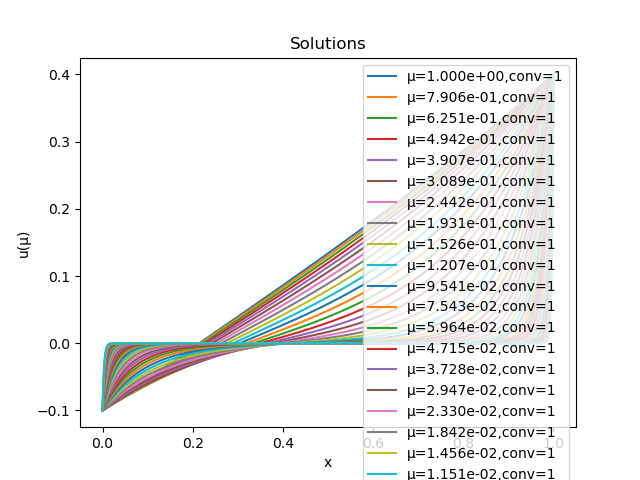 Solutions
0.4
0.3
0.2
0.1
0.0
−0.1
u(μ)
0.0
0.2
0.4
0.6
0.8
1.0
x
μ=1.000e+00,conv=1
μ=7.906e-01,conv=1
μ=6.251e-01,conv=1
μ=4.942e-01,conv=1
μ=3.907e-01,conv=1
μ=3.089e-01,conv=1
μ=2.442e-01,conv=1
μ=1.931e-01,conv=1
μ=1.526e-01,conv=1
μ=1.207e-01,conv=1
μ=9.541e-02,conv=1
μ=7.543e-02,conv=1
μ=5.964e-02,conv=1
μ=4.715e-02,conv=1
μ=3.728e-02,conv=1
μ=2.947e-02,conv=1
μ=2.330e-02,conv=1
μ=1.842e-02,conv=1
μ=1.456e-02,conv=1
μ=1.151e-02,conv=1